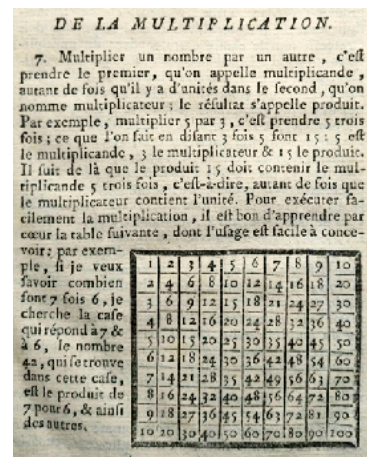 DE LA MULTIPLICATION.
7. Multiplier un nombre par un autre, c'eſt
prendre le premier, qu'on appelle multiplicande,
autant de fois qu'il y a d'unités dans le ſecond, qu'on
nomme multiplicateur; le réſultat s'appelle produit.
Par exemple, multiplier 5 par 3, c'eſt prendre 5 trois
fois; ce que l'on fait en diſant 3 fois 5 font 15: 5 eſt
le multiplicande, 3 le multiplicateur & 15 le produit.
Il ſuit de là que le produit 15 doit contenir le mul-
tiplicande 5 trois fois, c'eſt-à-dire, autant de fois que
le multiplicateur contient l'unité. Pour exécuter fa-
cilement la multiplication, il eſt bon d'apprendre par
cœur la table ſuivante, dont l'uſage eſt facile à conce-
voir; par exem-
ple, ſi je veux
ſavoir combien
font 7 fois 6, je
cherche la caſe
qui répond à 7 &
à 6, le nombre
42, qui ſe trouve
dans cette caſe,
eſt le produit de
7 pour 6, & ainſi
des autres.
1 2 3 4 5 6 7 8 9 10
2 4 6 8 10 12 14 16 18 20
3 6 9 12 15 18 21 24 27 30
4 8 12 16 20 24 28 32 36 40
5 10 15 20 25 30 35 40 45 50
6 12 18 24 30 36 42 48 54 60
7 14 21 28 35 42 49 56 63 70
8 16 24 32 40 48 56 64 72 80
9 18 27 36 45 54 63 72 81 90
10 20 30 40 50 60 70 80 90 100